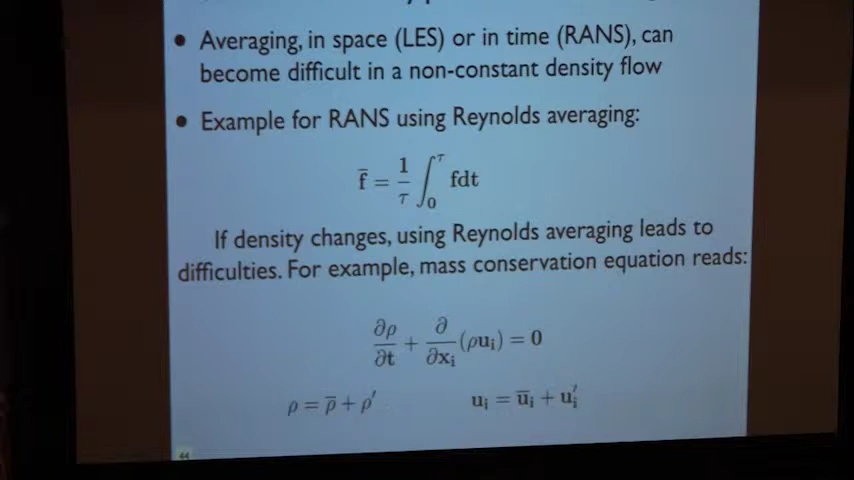 • Averaging, in space (LES) or in time (RANS), can
become difficult in a non-constant density flow
• Example for RANS using Reynolds averaging:
f̄ = 1/τ ∫₀^τ fdt
If density changes, using Reynolds averaging leads to
difficulties. For example, mass conservation equation reads:
∂ρ/∂t + ∂/∂xᵢ (ρuᵢ) = 0
ρ = ρ̄ + ρ′ uᵢ = ūᵢ + uᵢ′
44